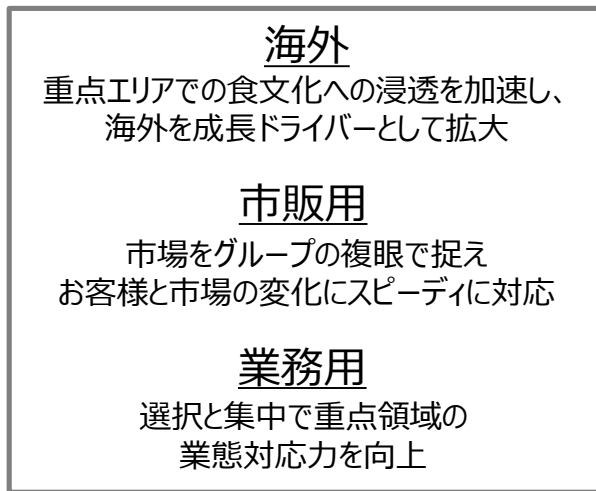 海外
重点エリアでの食文化への浸透を加速し、
海外を成長ドライバーとして拡大
市販用
市場をグループの複眼で捉え
お客様と市場の変化にスピーディに対応
業務用
選択と集中で重点領域の
業態対応力を向上